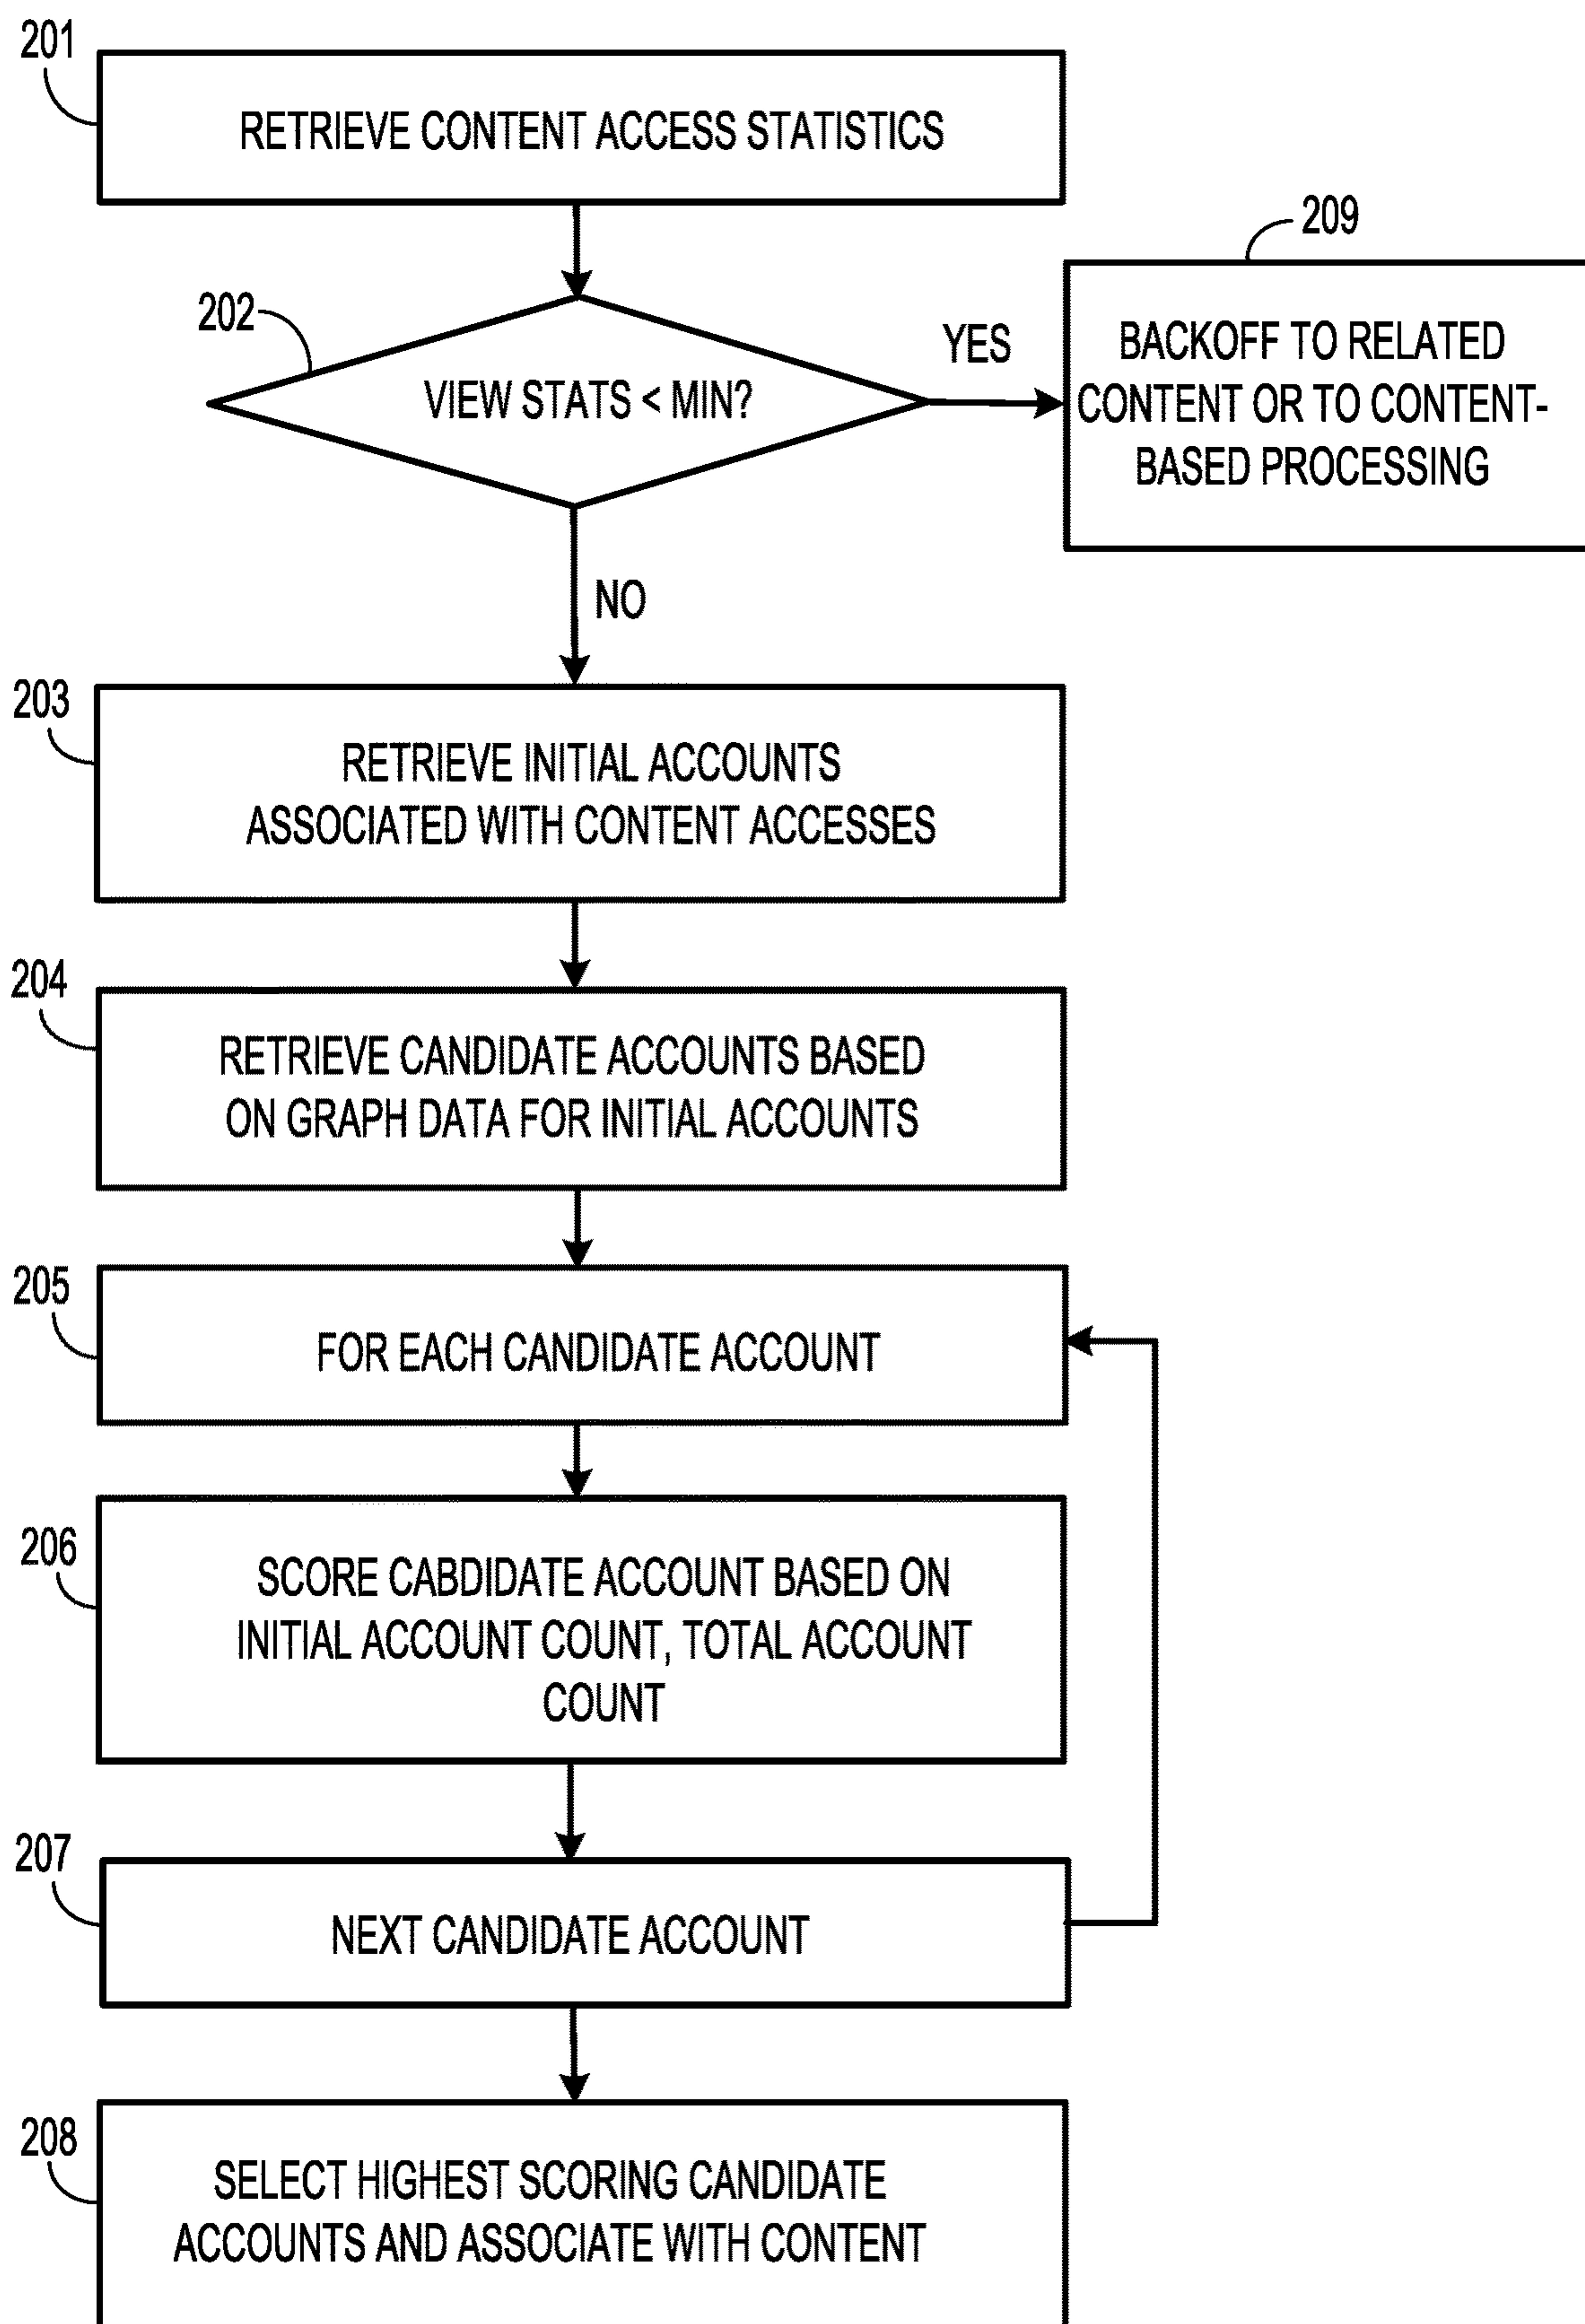 201
RETRIEVE CONTENT ACCESS STATISTICS
202
VIEW STATS < MIN?
YES
209
BACKOFF TO RELATED
CONTENT OR TO CONTENT-
BASED PROCESSING
NO
203
RETRIEVE INITIAL ACCOUNTS
ASSOCIATED WITH CONTENT ACCESSES
204
RETRIEVE CANDIDATE ACCOUNTS BASED
ON GRAPH DATA FOR INITIAL ACCOUNTS
205
FOR EACH CANDIDATE ACCOUNT
206
SCORE CABDIDATE ACCOUNT BASED ON
INITIAL ACCOUNT COUNT, TOTAL ACCOUNT
COUNT
207
NEXT CANDIDATE ACCOUNT
208
SELECT HIGHEST SCORING CANDIDATE
ACCOUNTS AND ASSOCIATE WITH CONTENT